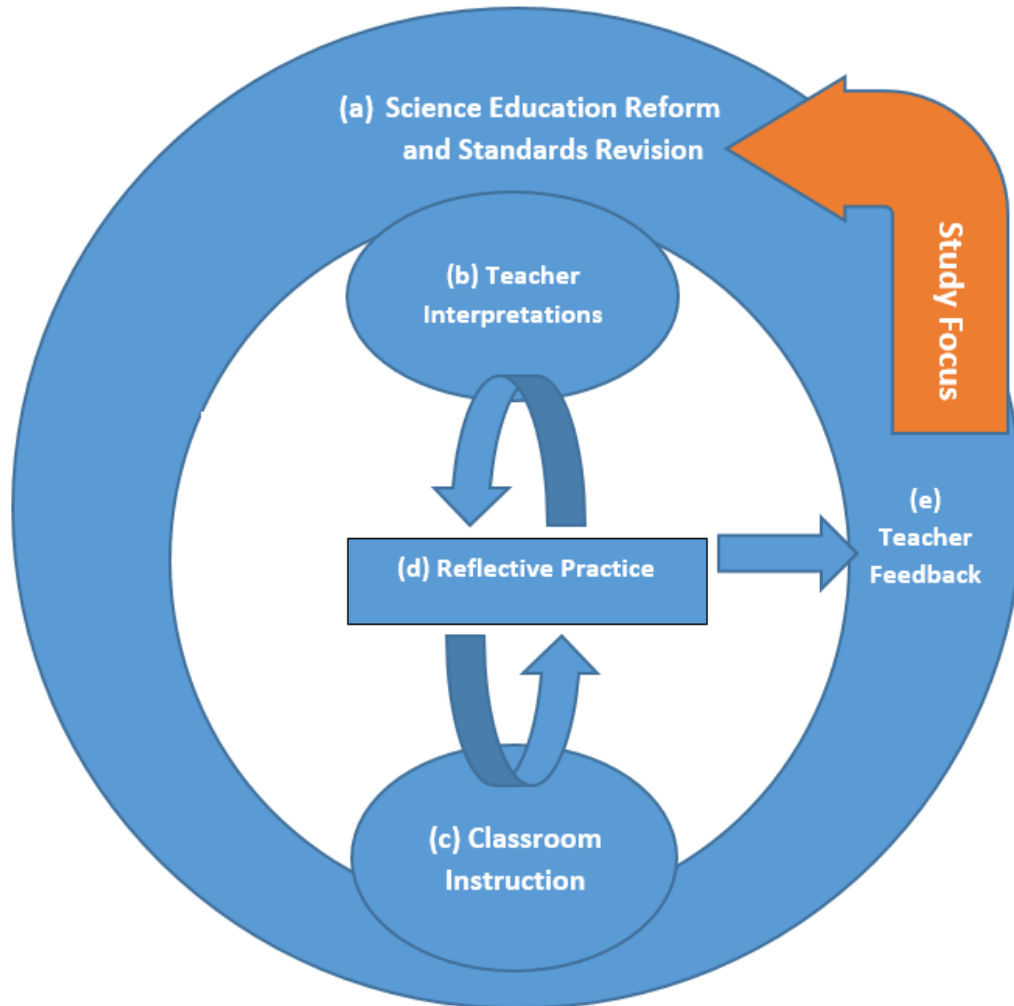 (a) Science Education Reform
and Standards Revision
Study Focus
(b) Teacher
Interpretations
(d) Reflective Practice
(e)
Teacher
Feedback
(c) Classroom
Instruction